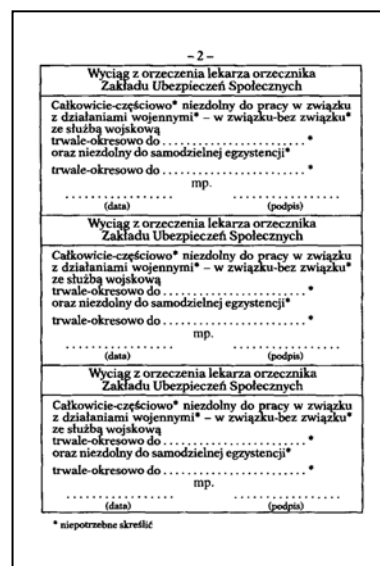 – 2 –
Wyciąg z orzeczenia lekarza orzecznika
Zakładu Ubezpieczeń Społecznych
Całkowicie-częściowo* niezdolny do pracy w związku
z działaniami wojennymi* – w związku-bez związku*
ze służbą wojskową
trwale-okresowo do . . . . . . . . . . . . . . . . . . . . . . . . *
oraz niezdolny do samodzielnej egzystencji*
trwale-okresowo do . . . . . . . . . . . . . . . . . . . . . . . . *
mp.
. . . . . . . . . . . . . . . . . . . . . . . . . . . . . .
(data) (podpis)
Wyciąg z orzeczenia lekarza orzecznika
Zakładu Ubezpieczeń Społecznych
Całkowicie-częściowo* niezdolny do pracy w związku
z działaniami wojennymi* – w związku-bez związku*
ze służbą wojskową
trwale-okresowo do . . . . . . . . . . . . . . . . . . . . . . . . *
oraz niezdolny do samodzielnej egzystencji*
trwale-okresowo do . . . . . . . . . . . . . . . . . . . . . . . . *
mp.
. . . . . . . . . . . . . . . . . . . . . . . . . . . . . .
(data) (podpis)
Wyciąg z orzeczenia lekarza orzecznika
Zakładu Ubezpieczeń Społecznych
Całkowicie-częściowo* niezdolny do pracy w związku
z działaniami wojennymi* – w związku-bez związku*
ze służbą wojskową
trwale-okresowo do . . . . . . . . . . . . . . . . . . . . . . . . *
oraz niezdolny do samodzielnej egzystencji*
trwale-okresowo do . . . . . . . . . . . . . . . . . . . . . . . . *
mp.
. . . . . . . . . . . . . . . . . . . . . . . . . . . . . .
(data) (podpis)
* niepotrzebne skreślić